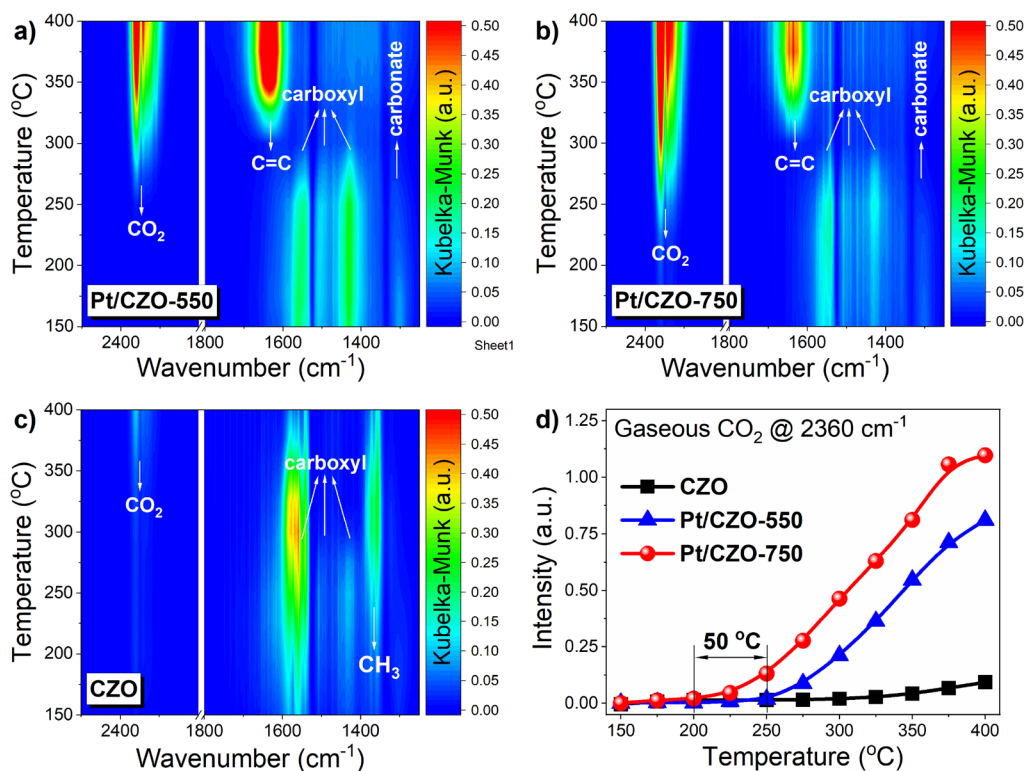 a)
Temperature (°C)
400
350
300
250
200
150
CO₂
C=C
carboxyl
carbonate
Pt/CZO-550
2400
1800
1600
1400
Wavenumber (cm⁻¹)
Kubelka-Munk (a.u.)
0.50
0.45
0.40
0.35
0.30
0.25
0.20
0.15
0.10
0.05
0.00
Sheet1
b)
Temperature (°C)
400
350
300
250
200
150
CO₂
C=C
carboxyl
carbonate
Pt/CZO-750
2400
1800
1600
1400
Wavenumber (cm⁻¹)
Kubelka-Munk (a.u.)
0.50
0.45
0.40
0.35
0.30
0.25
0.20
0.15
0.10
0.05
0.00
c)
Temperature (°C)
400
350
300
250
200
150
CO₂
carboxyl
CH₃
CZO
2400
1800
1600
1400
Wavenumber (cm⁻¹)
Kubelka-Munk (a.u.)
0.50
0.45
0.40
0.35
0.30
0.25
0.20
0.15
0.10
0.05
0.00
d)
Gaseous CO₂ @ 2360 cm⁻¹
CZO
Pt/CZO-550
Pt/CZO-750
50 °C
Intensity (a.u.)
1.25
1.00
0.75
0.50
0.25
0.00
150 200 250 300 350 400
Temperature (°C)